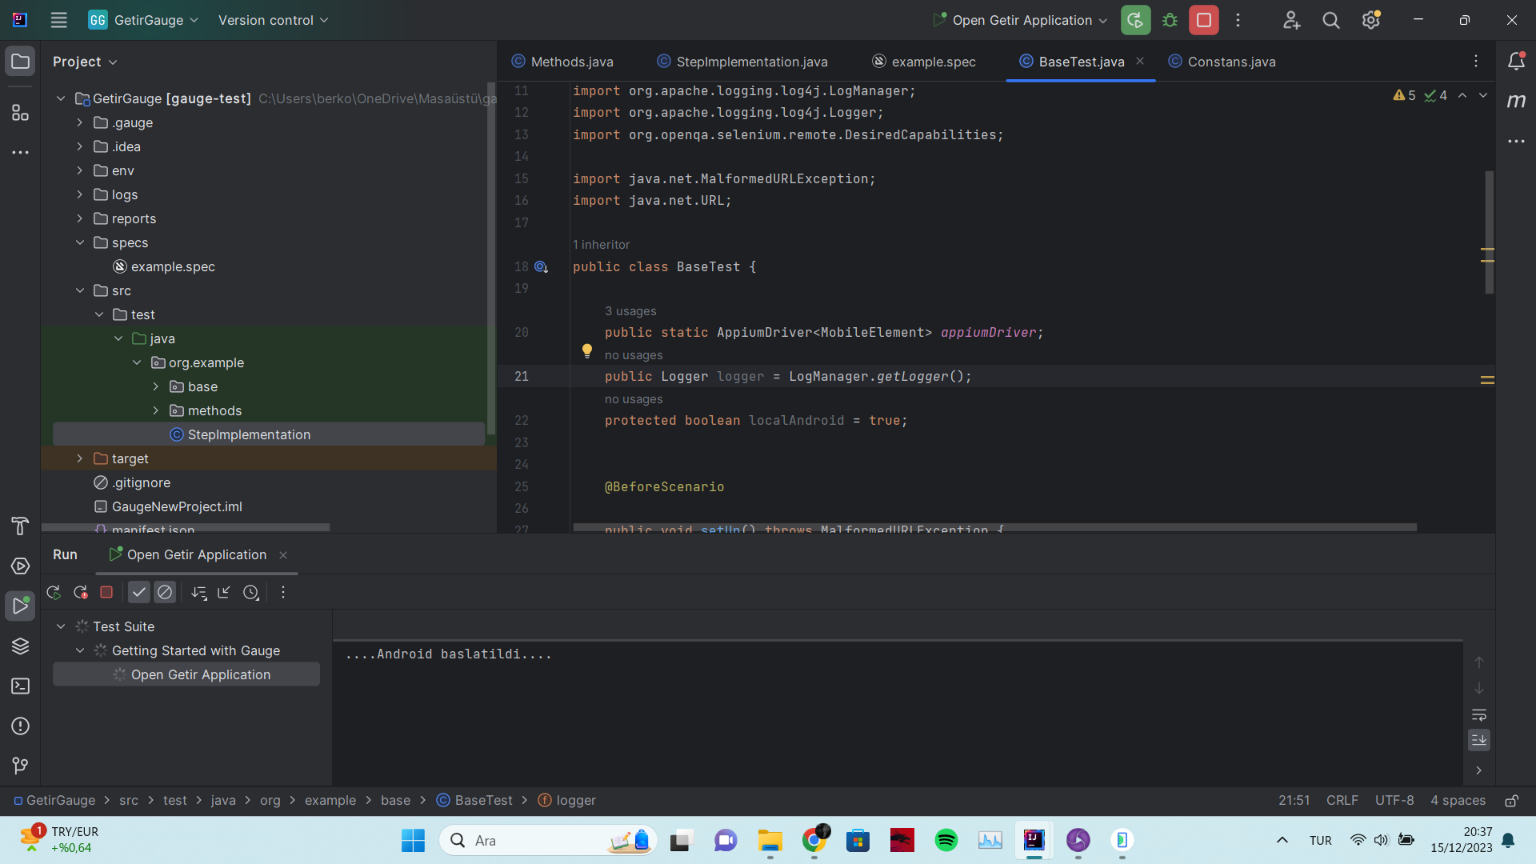 GG GetirGauge Version control Open Getir Application
Project Methods.java StepImplementation.java example.spec BaseTest.java Constans.java
GetirGauge [gauge-test] C:\Users\berko\OneDrive\Masaüstü\ga
.gauge
.idea
env
logs
reports
specs
example.spec
src
test
java
org.example
base
methods
StepImplementation
target
.gitignore
GaugeNewProject.iml
manifest.json
5 4
11 import org.apache.logging.log4j.LogManager;
12 import org.apache.logging.log4j.Logger;
13 import org.openqa.selenium.remote.DesiredCapabilities;
14
15 import java.net.MalformedURLException;
16 import java.net.URL;
17
1 inheritor
18 public class BaseTest {
19
3 usages
20 public static AppiumDriver<MobileElement> appiumDriver;
no usages
21 public Logger logger = LogManager.getLogger();
no usages
22 protected boolean localAndroid = true;
23
24
25 @BeforeScenario
26
27 public void setUp() throws MalformedURLException {
Run Open Getir Application
Test Suite
Getting Started with Gauge
Open Getir Application
....Android baslatildi....
GetirGauge > src > test > java > org > example > base > BaseTest > logger 21:51 CRLF UTF-8 4 spaces
1 TRY/EUR
+%0,64
Ara
TUR
20:37
15/12/2023